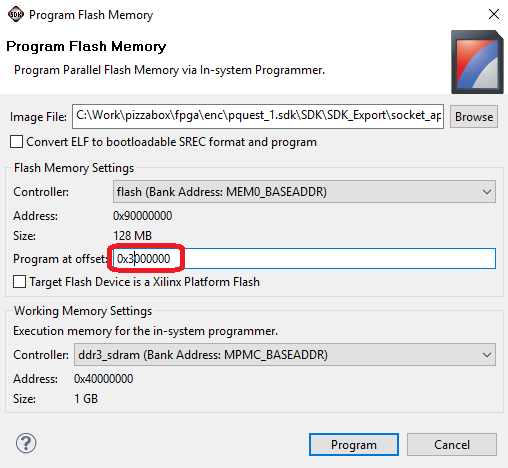 SDK
Program Flash Memory
Program Flash Memory
Program Parallel Flash Memory via In-system Programmer.
Image File: C:\Work\pizzabox\fpga\enc\pquest_1.sdk\SDK\SDK_Export\socket_ap Browse
Convert ELF to bootloadable SREC format and program
Flash Memory Settings
Controller: flash (Bank Address: MEM0_BASEADDR)
Address: 0x90000000
Size: 128 MB
Program at offset: 0x3000000
Target Flash Device is a Xilinx Platform Flash
Working Memory Settings
Execution memory for the in-system programmer.
Controller: ddr3_sdram (Bank Address: MPMC_BASEADDR)
Address: 0x40000000
Size: 1 GB
? Program Cancel